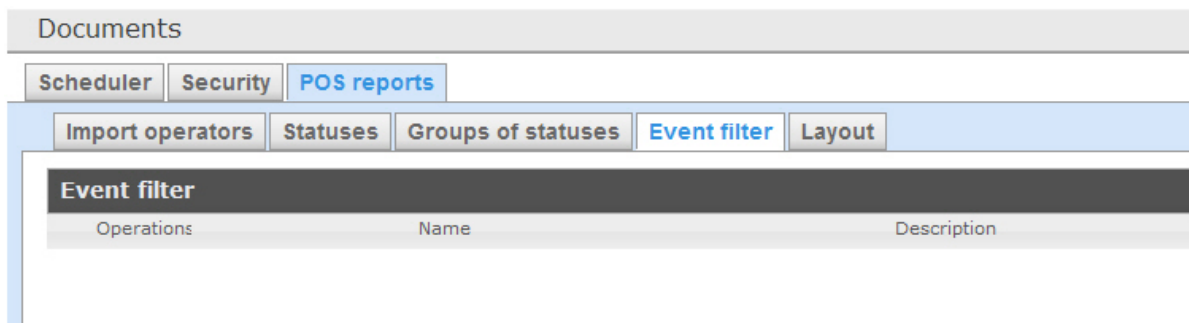 Documents
Scheduler Security POS reports
Import operators Statuses Groups of statuses Event filter Layout
Event filter
Operations Name Description